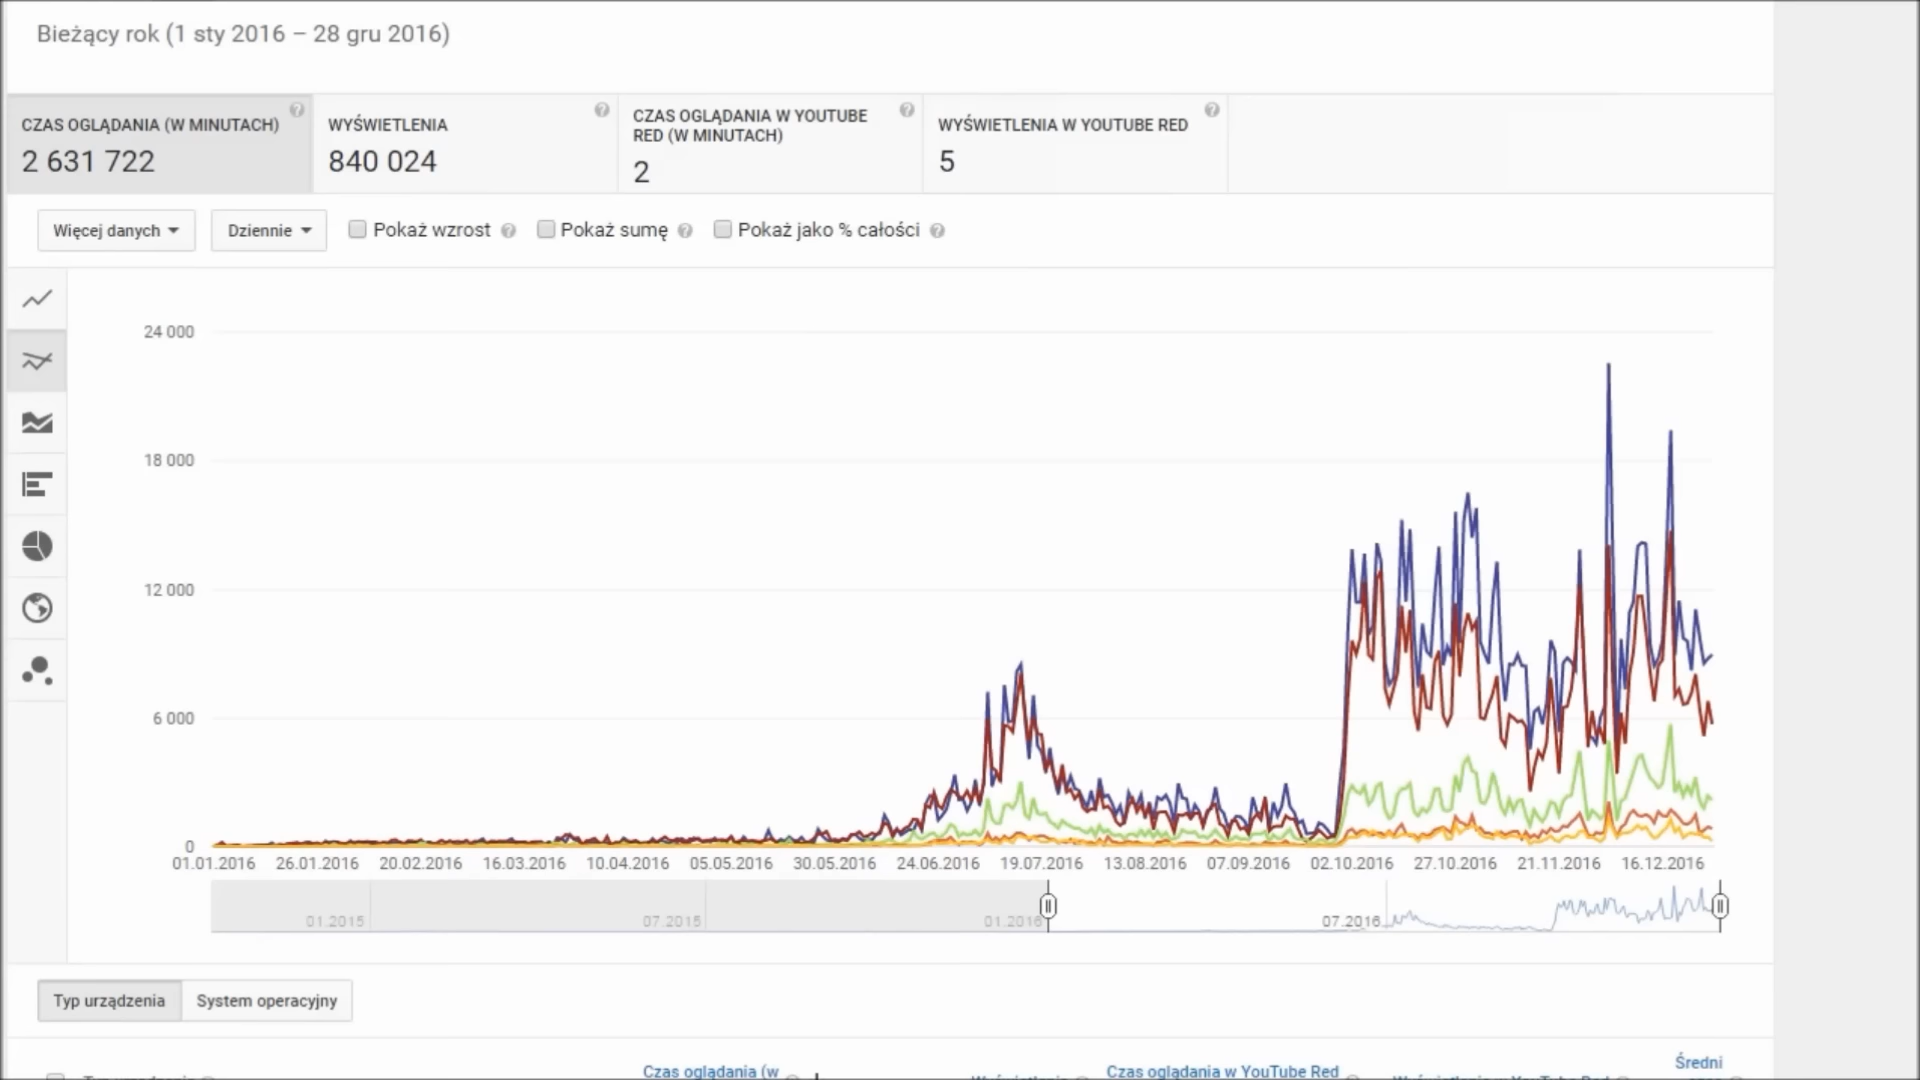 Bieżący rok (1 sty 2016 – 28 gru 2016)
CZAS OGLĄDANIA (W MINUTACH)
2 631 722
WYŚWIETLENIA
840 024
CZAS OGLĄDANIA W YOUTUBE
RED (W MINUTACH)
2
WYŚWIETLENIA W YOUTUBE RED
5
Więcej danych
Dziennie
Pokaż wzrost
Pokaż sumę
Pokaż jako % całości
24 000
18 000
12 000
6 000
0
01.01.2016 26.01.2016 20.02.2016 16.03.2016 10.04.2016 05.05.2016 30.05.2016 24.06.2016 19.07.2016 13.08.2016 07.09.2016 02.10.2016 27.10.2016 21.11.2016 16.12.2016
01.2015 07.2015 01.2016 07.2016
Typ urządzenia
System operacyjny
Czas oglądania (w
Czas oglądania w YouTube Red
Średni